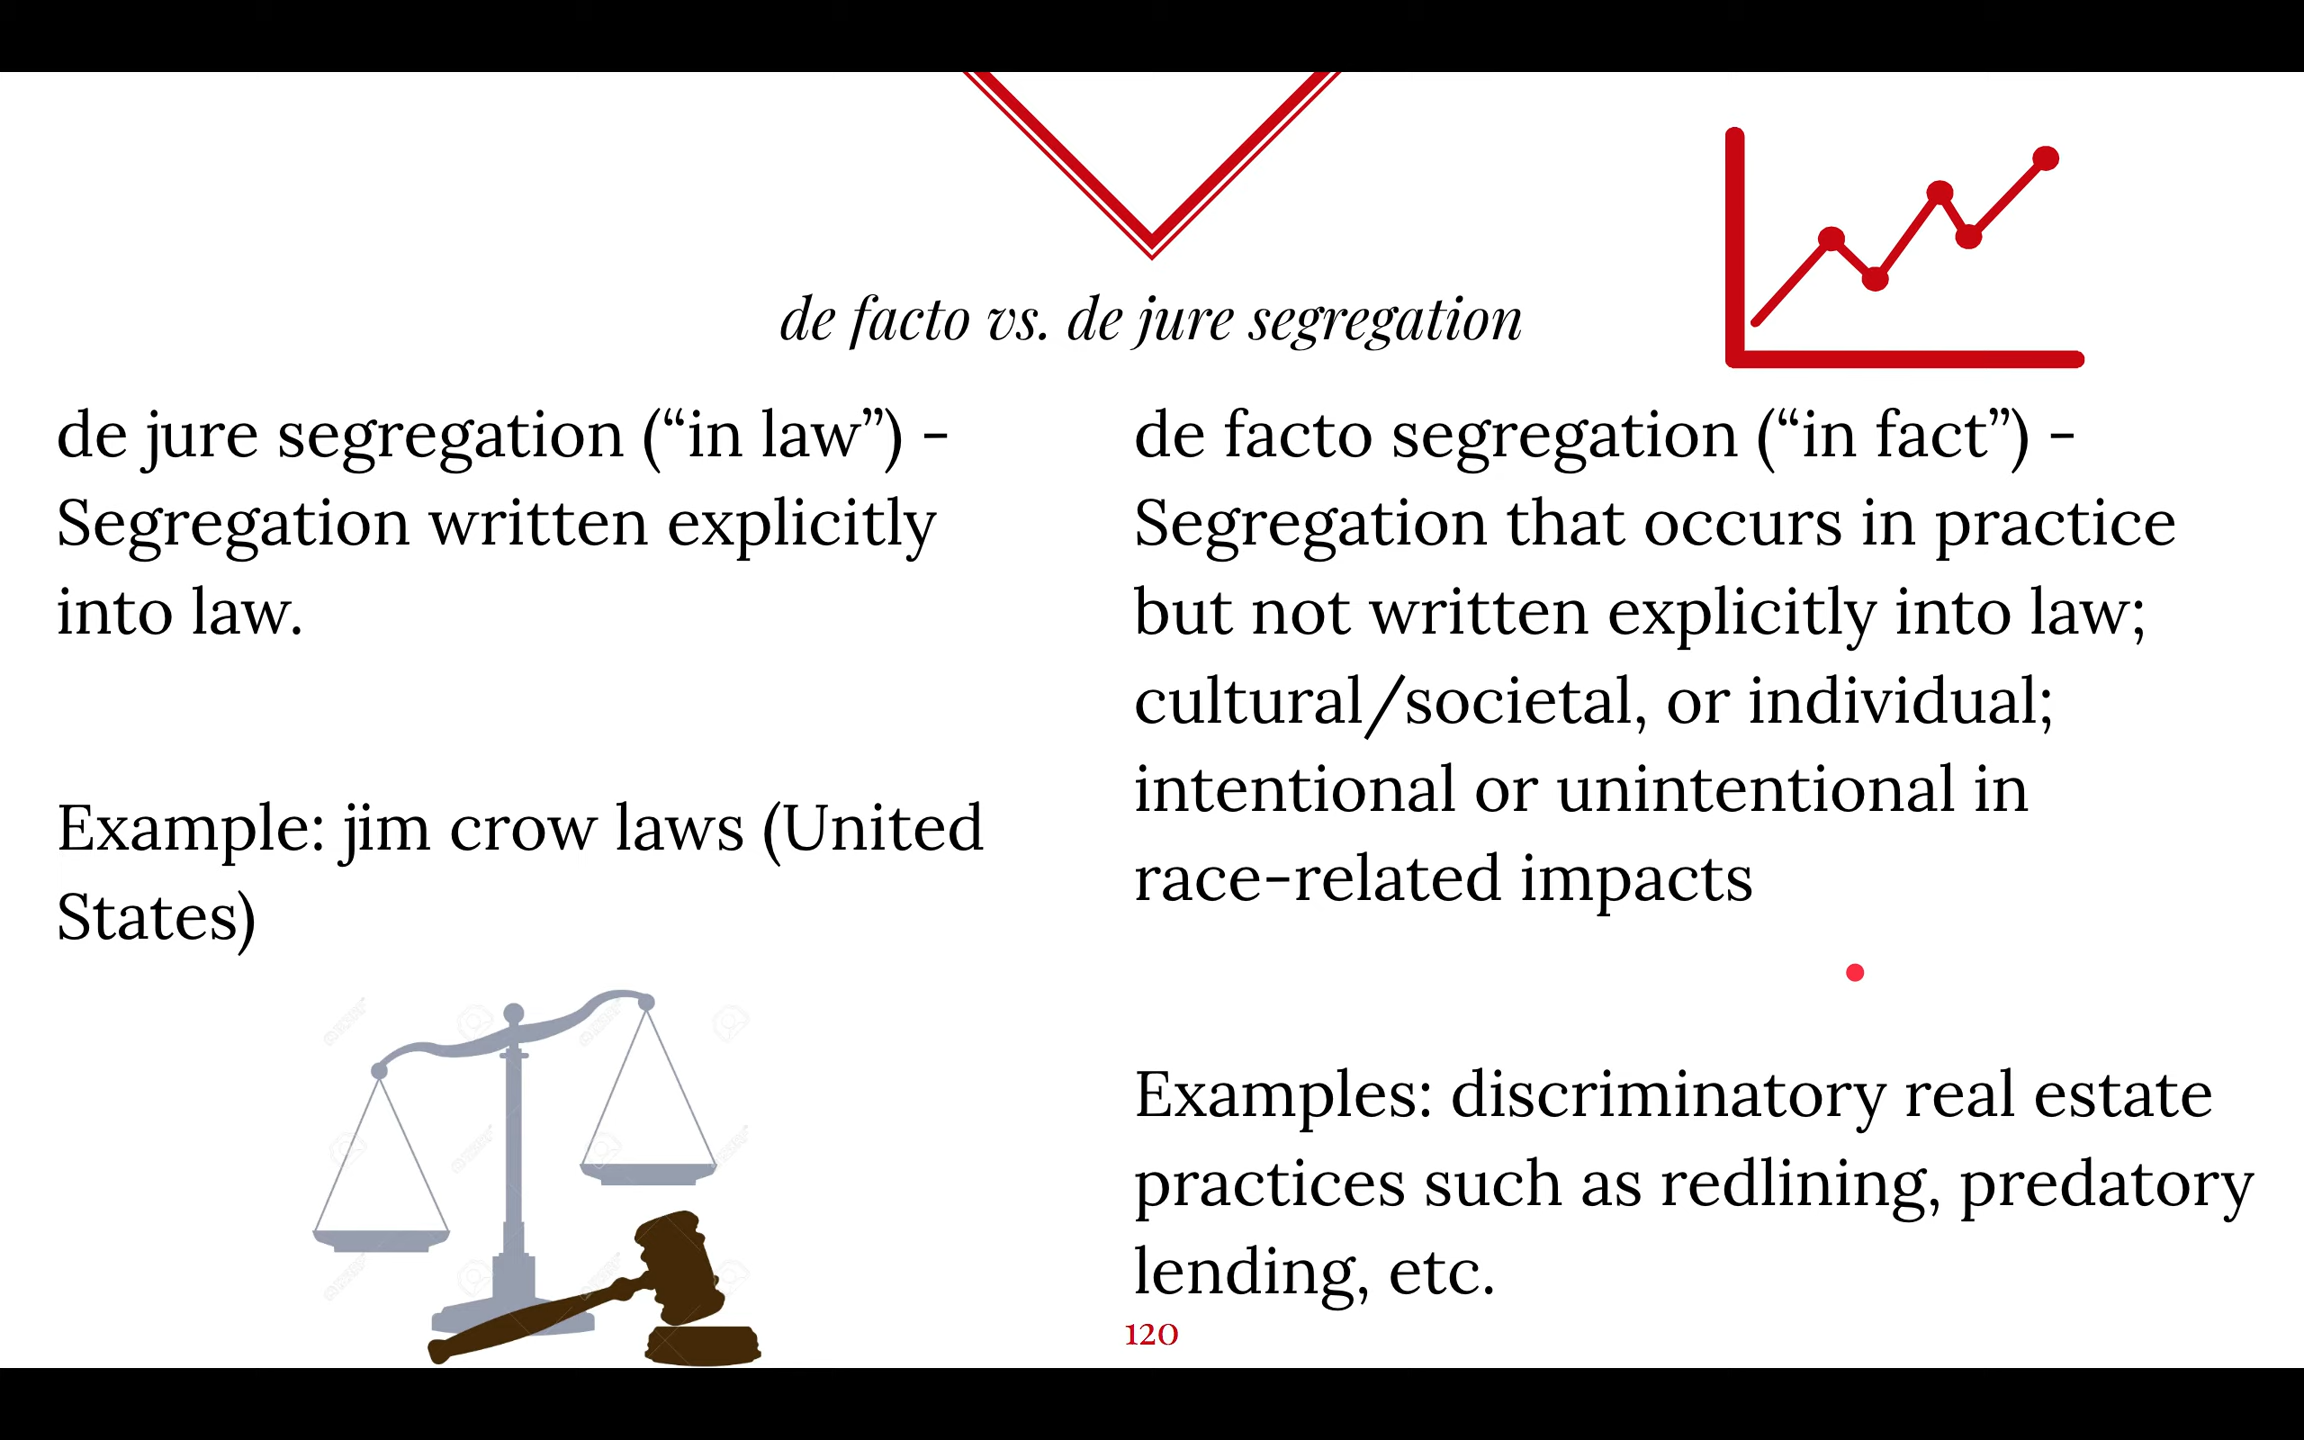 de facto vs. de jure segregation
de jure segregation (“in law”) -
Segregation written explicitly
into law.
Example: jim crow laws (United
States)
de facto segregation (“in fact”) -
Segregation that occurs in practice
but not written explicitly into law;
cultural/societal, or individual;
intentional or unintentional in
race-related impacts
Examples: discriminatory real estate
practices such as redlining, predatory
lending, etc.
120